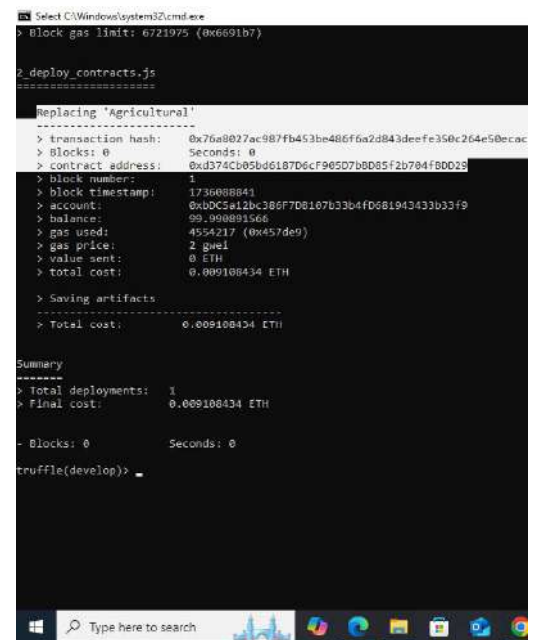 Select C:\Windows\system32\cmd.exe
> Block gas limit: 6721975 (0x6691b7)
2_deploy_contracts.js
=====================
Replacing 'Agricultural'
------------------------
> transaction hash: 0x76a8027ac987fb453be486f6a2d843deefe350c264e50ecac
> Blocks: 0 Seconds: 0
> contract address: 0xd374Cb05bd6187D6cF905D7bBD85f2b704fBDD29
> block number: 1
> block timestamp: 1736088841
> account: 0xbDC5a12bc386F7D8107b33b4fD681943433b33f9
> balance: 99.990891566
> gas used: 4554217 (0x457de9)
> gas price: 2 gwei
> value sent: 0 ETH
> total cost: 0.009108434 ETH
> Saving artifacts
-------------------------------------
> Total cost: 0.009108434 ETH
Summary
=======
> Total deployments: 1
> Final cost: 0.009108434 ETH
- Blocks: 0 Seconds: 0
truffle(develop)> _
Type here to search